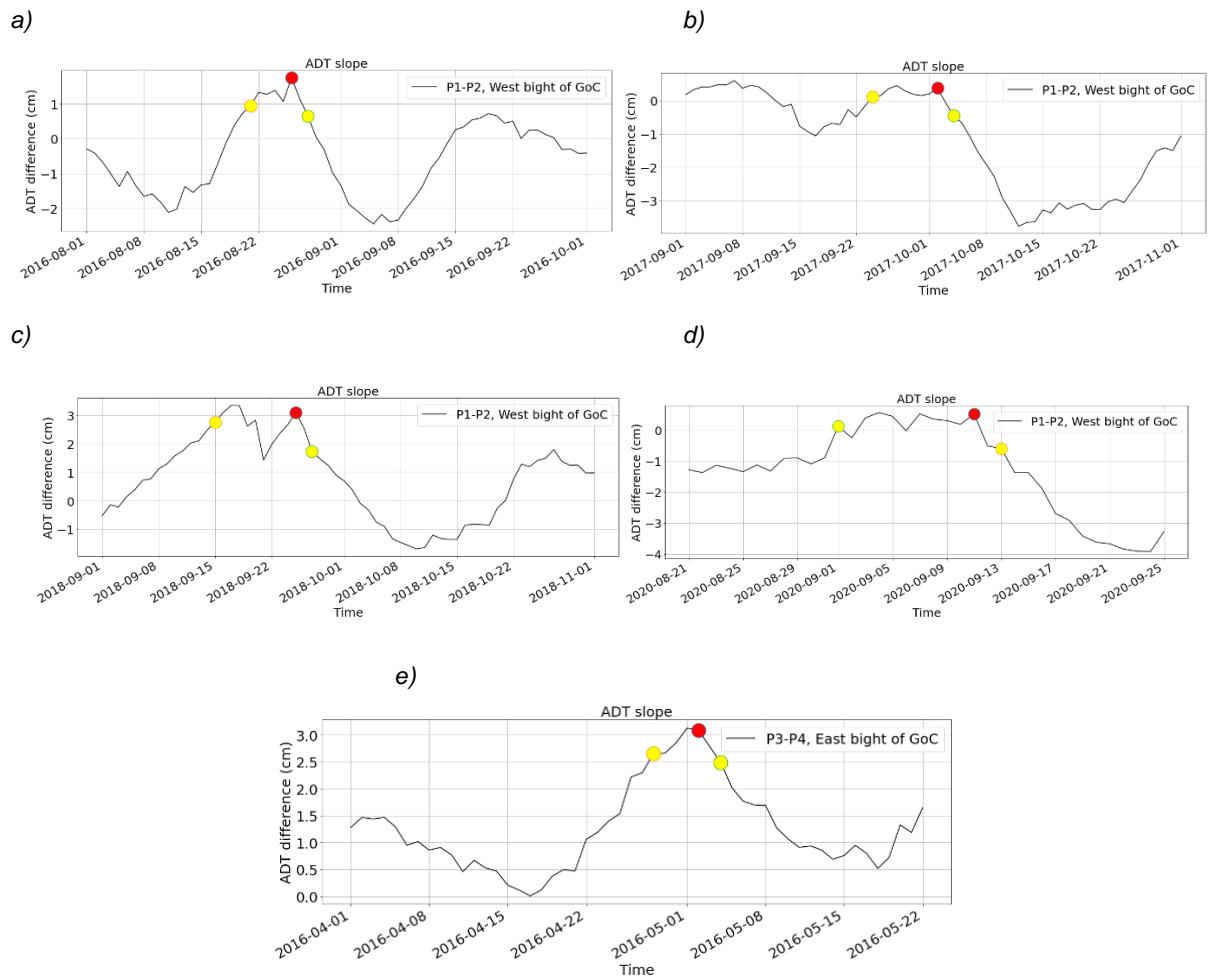 a)
ADT slope
P1-P2, West bight of GoC
ADT difference (cm)
1
0
−1
−2
2016-08-01
2016-08-08
2016-08-15
2016-08-22
2016-09-01
2016-09-08
2016-09-15
2016-09-22
2016-10-01
Time
b)
ADT slope
P1-P2, West bight of GoC
ADT difference (cm)
0
−1
−2
−3
2017-09-01
2017-09-08
2017-09-15
2017-09-22
2017-10-01
2017-10-08
2017-10-15
2017-10-22
2017-11-01
Time
c)
ADT slope
P1-P2, West bight of GoC
ADT difference (cm)
3
2
1
0
−1
2018-09-01
2018-09-08
2018-09-15
2018-09-22
2018-10-01
2018-10-08
2018-10-15
2018-10-22
2018-11-01
Time
d)
ADT slope
P1-P2, West bight of GoC
ADT difference (cm)
0
−1
−2
−3
−4
2020-08-21
2020-08-25
2020-08-29
2020-09-01
2020-09-05
2020-09-09
2020-09-13
2020-09-17
2020-09-21
2020-09-25
Time
e)
ADT slope
P3-P4, East bight of GoC
ADT difference (cm)
3.0
2.5
2.0
1.5
1.0
0.5
0.0
2016-04-01
2016-04-08
2016-04-15
2016-04-22
2016-05-01
2016-05-08
2016-05-15
2016-05-22
Time